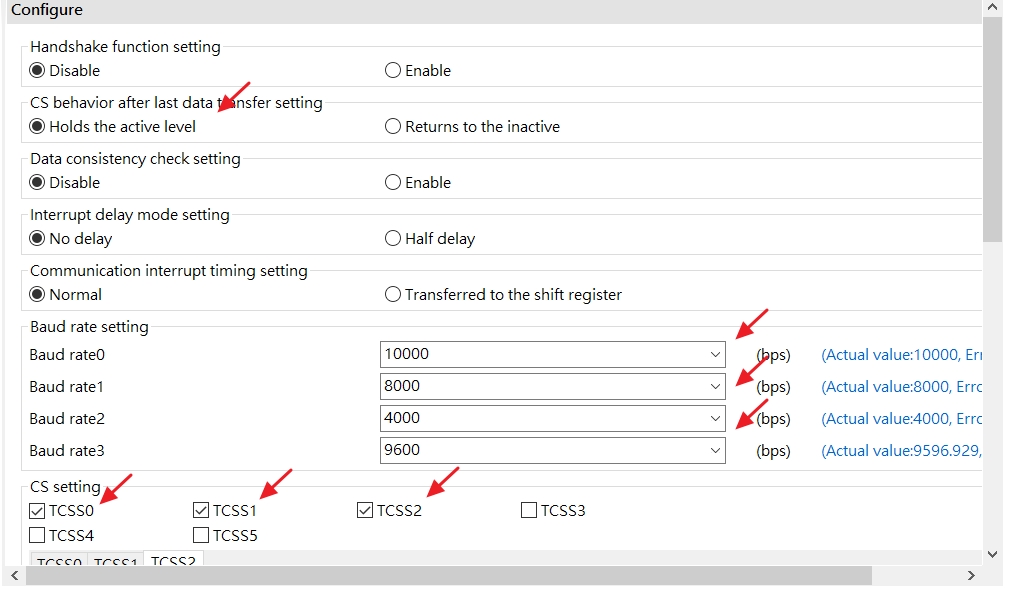 Configure
Handshake function setting
Disable Enable
CS behavior after last data transfer setting
Holds the active level Returns to the inactive
Data consistency check setting
Disable Enable
Interrupt delay mode setting
No delay Half delay
Communication interrupt timing setting
Normal Transferred to the shift register
Baud rate setting
Baud rate0 10000 (bps) (Actual value:10000, Err
Baud rate1 8000 (bps) (Actual value:8000, Erro
Baud rate2 4000 (bps) (Actual value:4000, Erro
Baud rate3 9600 (bps) (Actual value:9596.929,
CS setting
TCSS0 TCSS1 TCSS2 TCSS3
TCSS4 TCSS5
TCSS0 TCSS1 TCSS2